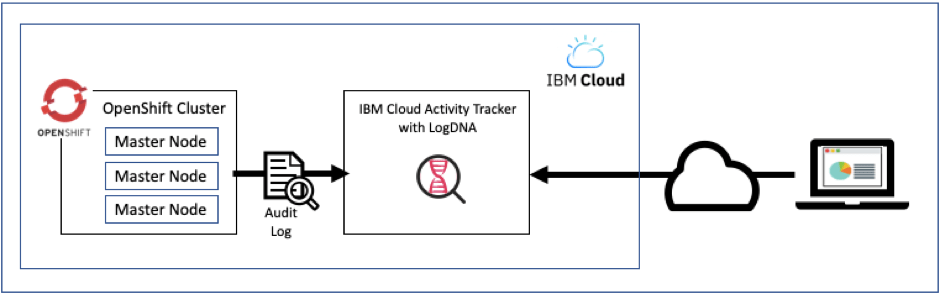 IBM Cloud
OPENSHIFT
OpenShift Cluster
Master Node
Master Node
Master Node
Audit
Log
IBM Cloud Activity Tracker
with LogDNA